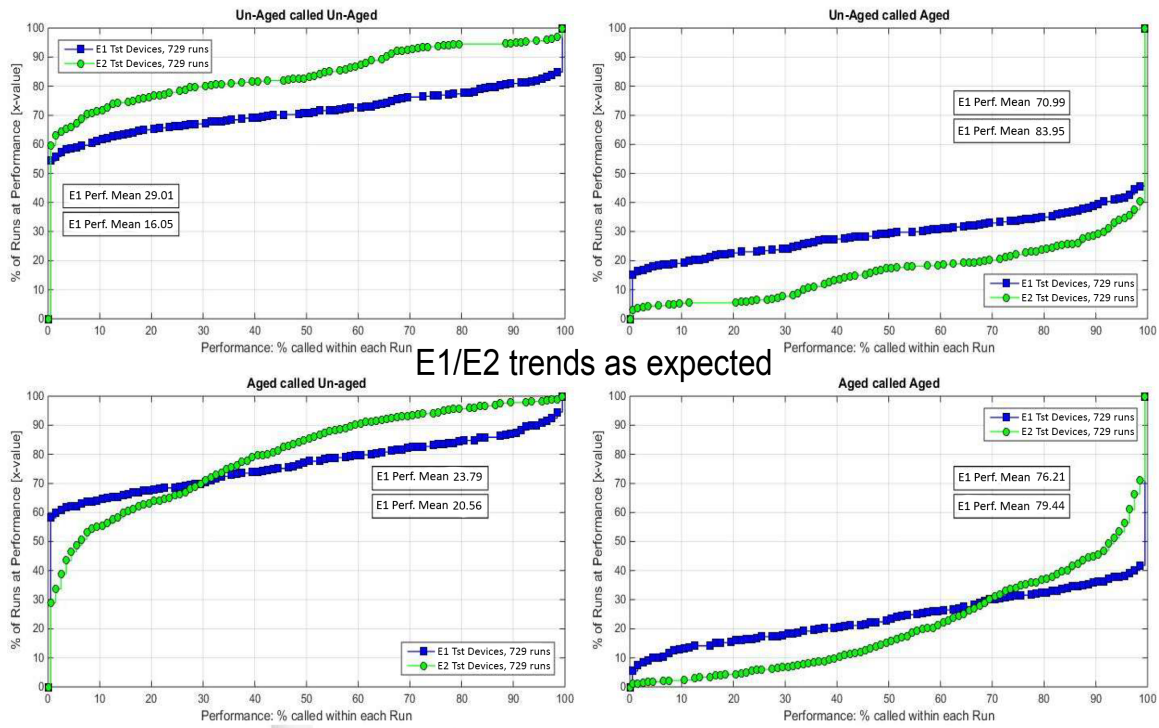 Un-Aged called Un-Aged
% of Runs at Performance [x-value]
100
90
80
70
60
50
40
30
20
10
0
E1 Tst Devices, 729 runs
E2 Tst Devices, 729 runs
E1 Perf. Mean 29.01
E1 Perf. Mean 16.05
0 10 20 30 40 50 60 70 80 90 100
Performance: % called within each Run
Un-Aged called Aged
% of Runs at Performance [x-value]
100
90
80
70
60
50
40
30
20
10
0
E1 Perf. Mean 70.99
E1 Perf. Mean 83.95
E1 Tst Devices, 729 runs
E2 Tst Devices, 729 runs
0 10 20 30 40 50 60 70 80 90 100
Performance: % called within each Run
E1/E2 trends as expected
Aged called Un-aged
% of Runs at Performance [x-value]
100
90
80
70
60
50
40
30
20
10
0
E1 Perf. Mean 23.79
E1 Perf. Mean 20.56
E1 Tst Devices, 729 runs
E2 Tst Devices, 729 runs
0 10 20 30 40 50 60 70 80 90 100
Performance: % called within each Run
Aged called Aged
% of Runs at Performance [x-value]
100
90
80
70
60
50
40
30
20
10
0
E1 Tst Devices, 729 runs
E2 Tst Devices, 729 runs
E1 Perf. Mean 76.21
E1 Perf. Mean 79.44
0 10 20 30 40 50 60 70 80 90 100
Performance: % called within each Run